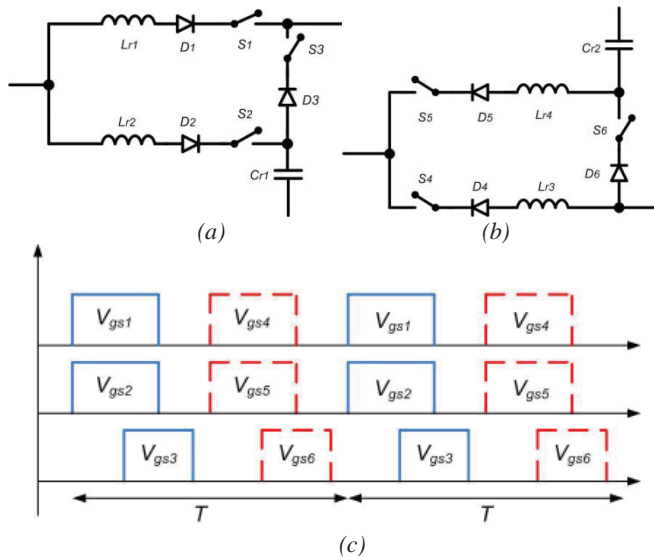 Lr1 D1 S1
S3
D3
Lr2 D2 S2
Cr1
(a)
Cr2
S5 D5 Lr4
S6
D6
S4 D4 Lr3
(b)
Vgs1 Vgs4 Vgs1 Vgs4
Vgs2 Vgs5 Vgs2 Vgs5
Vgs3 Vgs6 Vgs3 Vgs6
T T
(c)